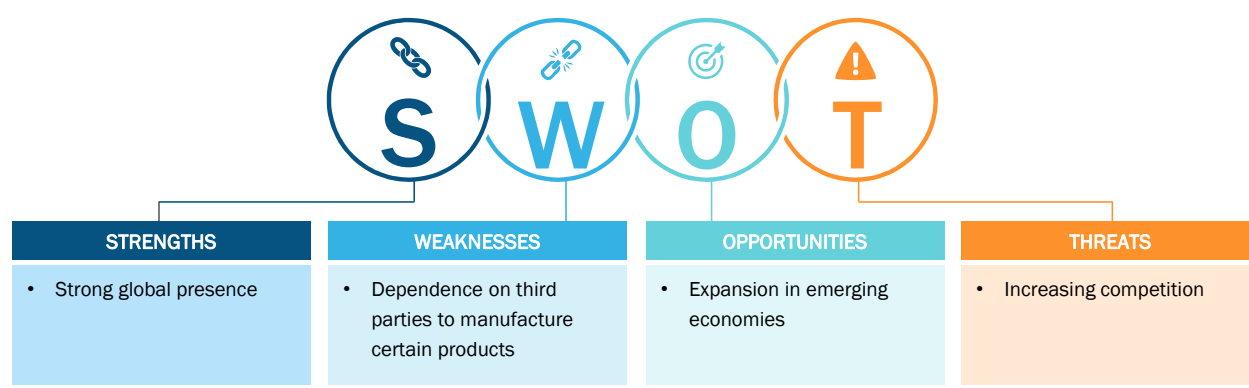 S W O T
STRENGTHS
• Strong global presence
WEAKNESSES
• Dependence on third
parties to manufacture
certain products
OPPORTUNITIES
• Expansion in emerging
economies
THREATS
• Increasing competition